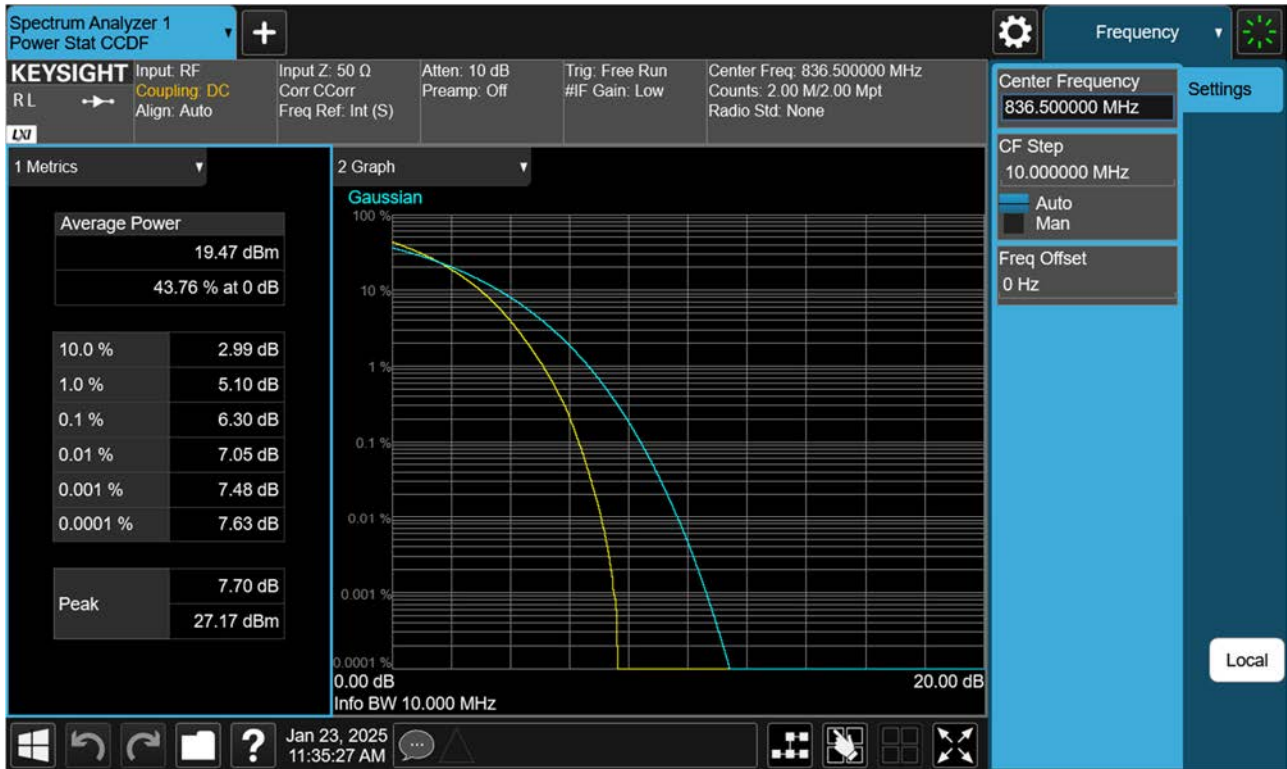 Spectrum Analyzer 1
Power Stat CCDF
+
Frequency
KEYSIGHT
RL
LXI
Input: RF
Coupling: DC
Align: Auto
Input Z: 50 Ω
Corr CCorr
Freq Ref: Int (S)
Atten: 10 dB
Preamp: Off
Trig: Free Run
#IF Gain: Low
Center Freq: 836.500000 MHz
Counts: 2.00 M/2.00 Mpt
Radio Std: None
Center Frequency
836.500000 MHz
Settings
CF Step
10.000000 MHz
Auto
Man
Freq Offset
0 Hz
Local
1 Metrics
Average Power
19.47 dBm
43.76 % at 0 dB
10.0 % 2.99 dB
1.0 % 5.10 dB
0.1 % 6.30 dB
0.01 % 7.05 dB
0.001 % 7.48 dB
0.0001 % 7.63 dB
Peak
7.70 dB
27.17 dBm
2 Graph
Gaussian
100 %
10 %
1 %
0.1 %
0.01 %
0.001 %
0.0001 %
0.00 dB 20.00 dB
Info BW 10.000 MHz
?
Jan 23, 2025
11:35:27 AM